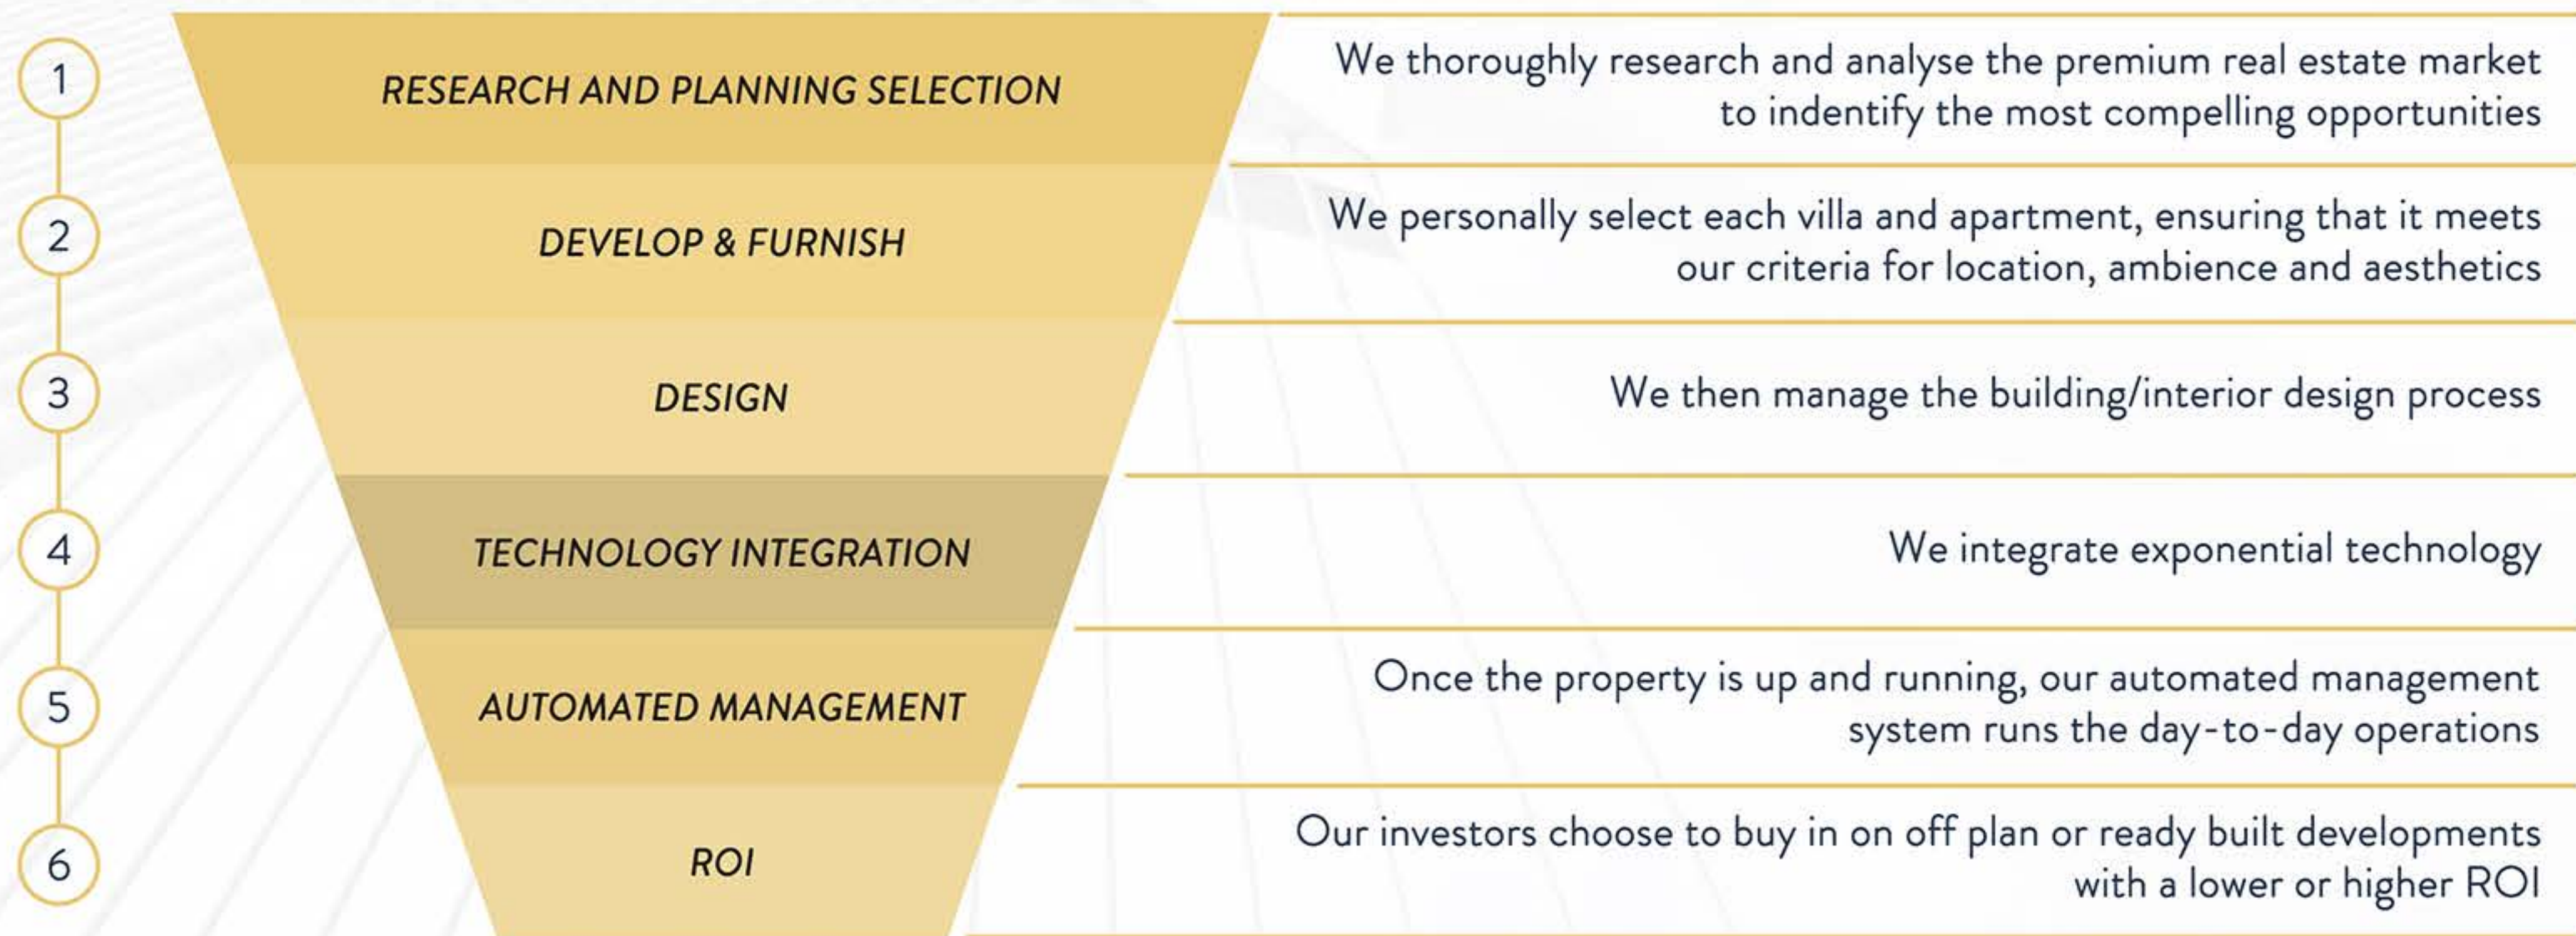 1
RESEARCH AND PLANNING SELECTION
We thoroughly research and analyse the premium real estate market
to indentify the most compelling opportunities
2
DEVELOP & FURNISH
We personally select each villa and apartment, ensuring that it meets
our criteria for location, ambience and aesthetics
3
DESIGN
We then manage the building/interior design process
4
TECHNOLOGY INTEGRATION
We integrate exponential technology
5
AUTOMATED MANAGEMENT
Once the property is up and running, our automated management
system runs the day-to-day operations
6
ROI
Our investors choose to buy in on off plan or ready built developments
with a lower or higher ROI